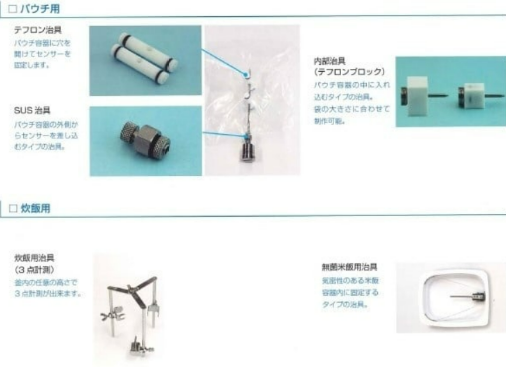 □ パウチ用
テフロン治具
パウチ容器に穴を
開けてセンサーを
固定します。
SUS 治具
パウチ容器の外側か
らセンサーを差し込
むタイプの治具。
内部治具
（テフロンブロック）
パウチ容器の中に入れ
込むタイプの治具。
袋の大きさに合わせて
制作可能。
□ 炊飯用
炊飯用治具
（3 点計測）
釜内の任意の高さで
3 点計測が出来ます。
無菌米飯用治具
気密性のある米飯
容器内に固定する
タイプの治具。